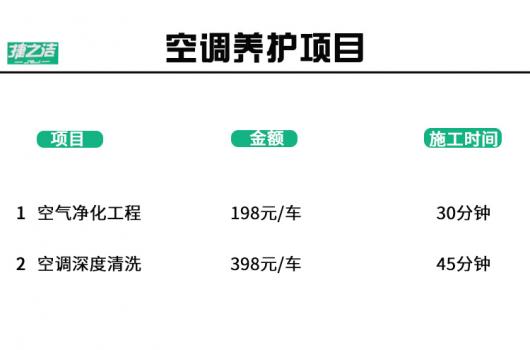 捷之洁
空调养护项目
项目 金额 施工时间
1 空气净化工程 198元/车 30分钟
2 空调深度清洗 398元/车 45分钟